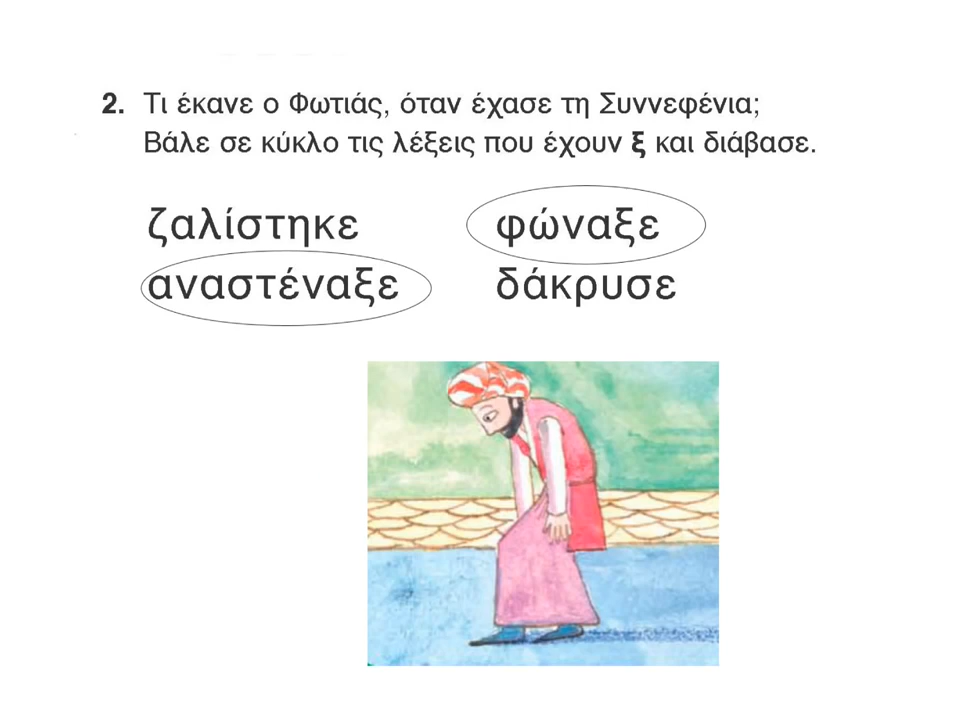 2. Τι έκανε ο Φωτιάς, όταν έχασε τη Συννεφένια;
Βάλε σε κύκλο τις λέξεις που έχουν ξ και διάβασε.
ζαλίστηκε φώναξε
αναστέναξε δάκρυσε